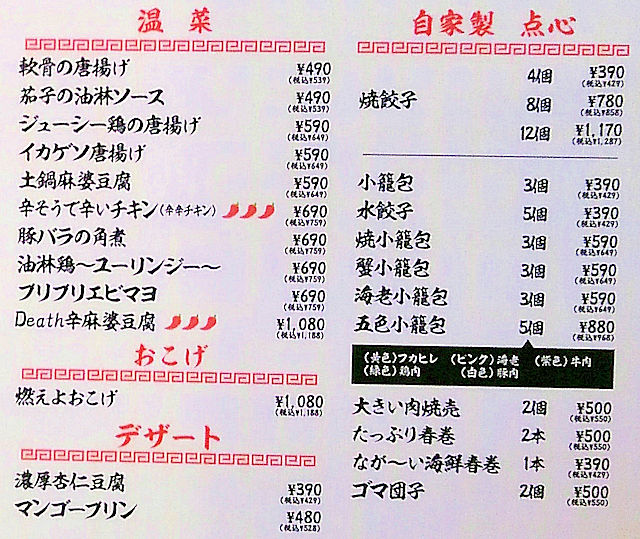 温菜
軟骨の唐揚げ ¥490 (税込¥539)
茄子の油淋ソース ¥490 (税込¥539)
ジューシー鶏の唐揚げ ¥590 (税込¥649)
イカゲソ唐揚げ ¥590 (税込¥649)
土鍋麻婆豆腐 ¥590 (税込¥649)
辛そうで辛いチキン(辛辛チキン) ¥690 (税込¥759)
豚バラの角煮 ¥690 (税込¥759)
油淋鶏〜ユーリンジー〜 ¥690 (税込¥759)
プリプリエビマヨ ¥690 (税込¥759)
Death辛麻婆豆腐 ¥1,080 (税込¥1,188)
おこげ
燃えよおこげ ¥1,080 (税込¥1,188)
デザート
濃厚杏仁豆腐 ¥390 (税込¥429)
マンゴープリン ¥480 (税込¥528)
自家製 点心
4個 ¥390 (税込¥429)
焼餃子 8個 ¥780 (税込¥858)
12個 ¥1,170 (税込¥1,287)
小籠包 3個 ¥390 (税込¥429)
水餃子 5個 ¥390 (税込¥429)
焼小籠包 3個 ¥590 (税込¥649)
蟹小籠包 3個 ¥590 (税込¥649)
海老小籠包 3個 ¥590 (税込¥649)
五色小籠包 5個 ¥880 (税込¥968)
(黄色)フカヒレ (ピンク)海老 (紫色)牛肉
(緑色)鶏肉 (白色)豚肉
大きい肉焼売 2個 ¥500 (税込¥550)
たっぷり春巻 2本 ¥500 (税込¥550)
なが〜い海鮮春巻 1本 ¥390 (税込¥429)
ゴマ団子 2個 ¥500 (税込¥550)